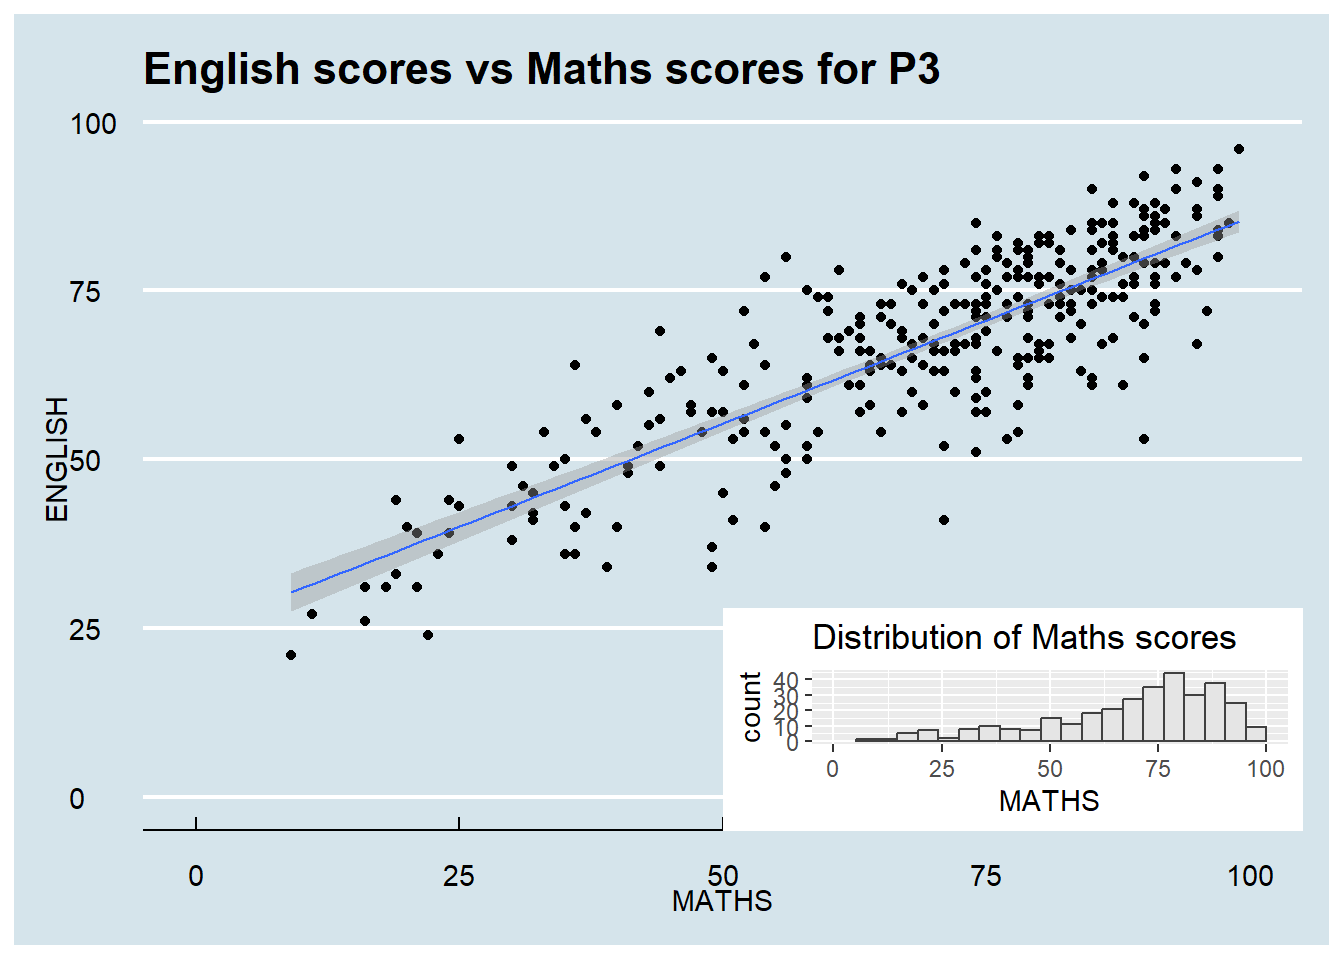 English scores vs Maths scores for P3
100
75
50
25
0
ENGLISH
0 25 50 75 100
MATHS
Distribution of Maths scores
count
40
30
20
10
0
0 25 50 75 100
MATHS